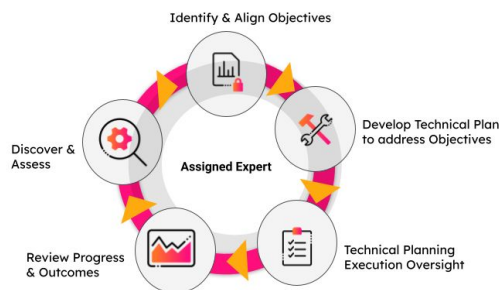 Identify & Align Objectives
Develop Technical Plan
to address Objectives
Discover &
Assess
Assigned Expert
Review Progress
& Outcomes
Technical Planning
Execution Oversight